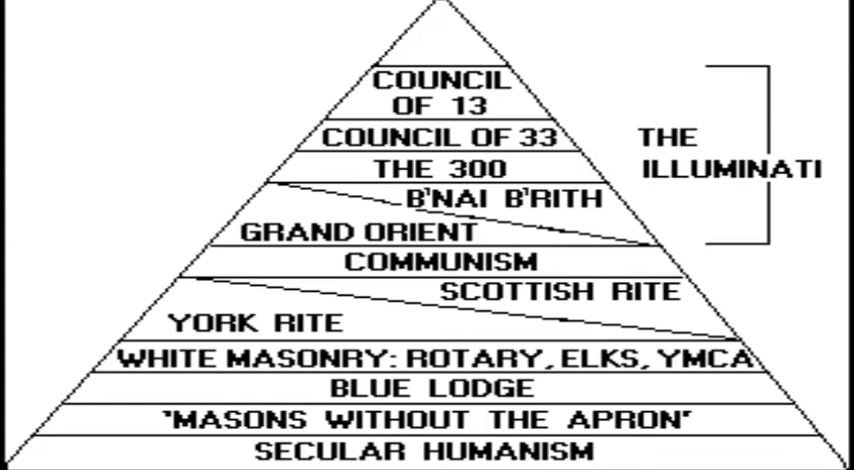 COUNCIL
OF 13
COUNCIL OF 33
THE 300
B'NAI B'RITH
GRAND ORIENT
COMMUNISM
SCOTTISH RITE
YORK RITE
WHITE MASONRY: ROTARY, ELKS, YMCA
BLUE LODGE
"MASONS WITHOUT THE APRON"
SECULAR HUMANISM
THE
ILLUMINATI